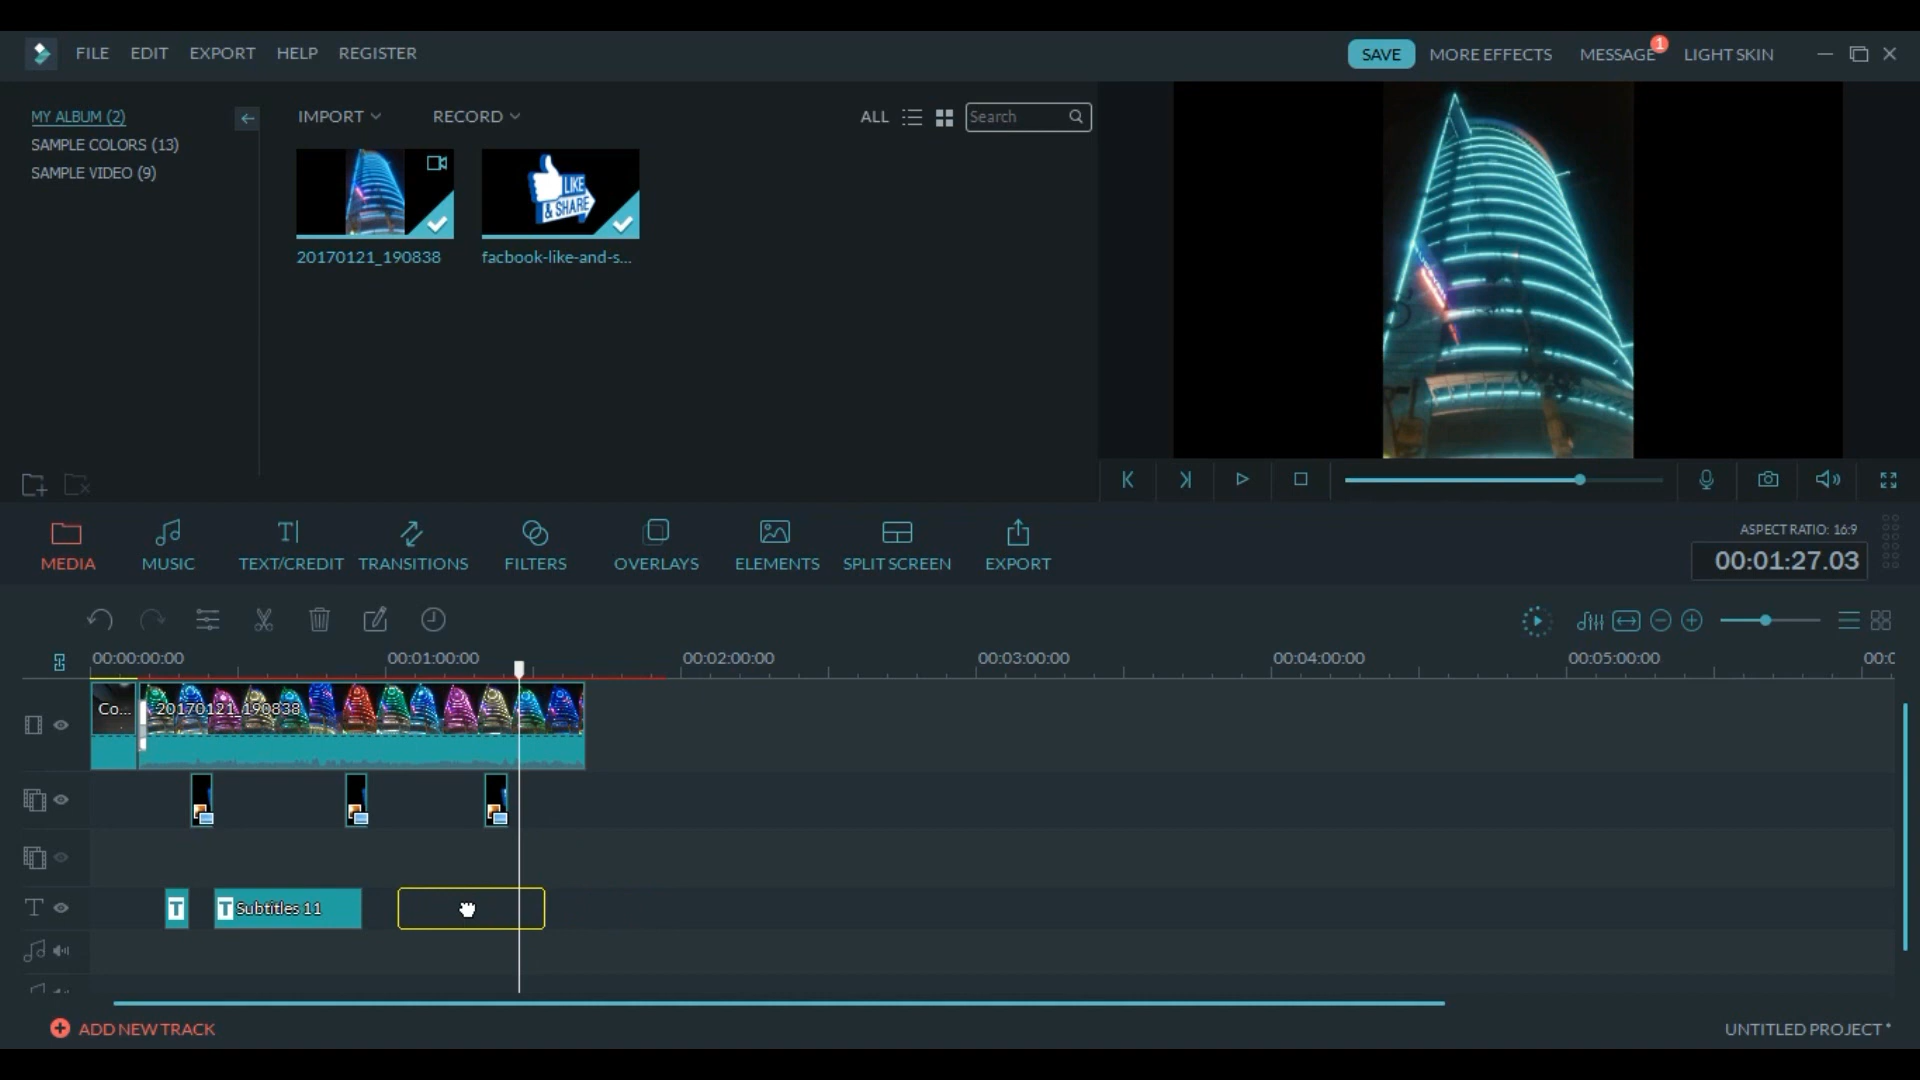 FILE EDIT EXPORT HELP REGISTER
SAVE MORE EFFECTS MESSAGE 1 LIGHT SKIN
MY ALBUM (2)
SAMPLE COLORS (13)
SAMPLE VIDEO (9)
IMPORT RECORD ALL Search
LIKE
& SHARE
20170121_190838 facbook-like-and-s...
MEDIA MUSIC TEXT/CREDIT TRANSITIONS FILTERS OVERLAYS ELEMENTS SPLIT SCREEN EXPORT
ASPECT RATIO: 16:9
00:01:27.03
00:00:00:00 00:01:00:00 00:02:00:00 00:03:00:00 00:04:00:00 00:05:00:00 00:0
Co... 20170121_190838
T T Subtitles 11
ADD NEW TRACK
UNTITLED PROJECT *